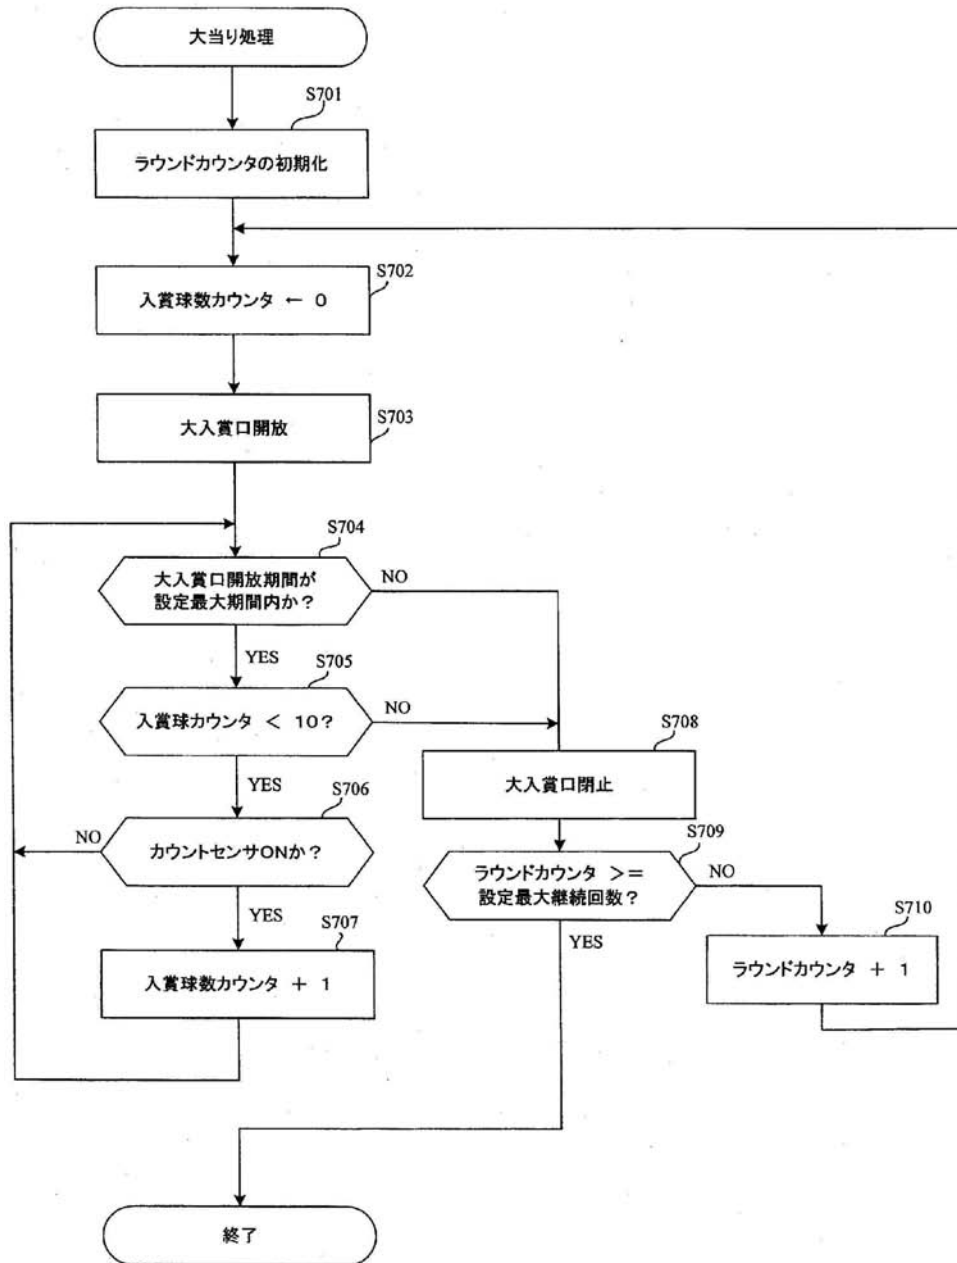 大当り処理
S701
ラウンドカウンタの初期化
S702
入賞球数カウンタ ← 0
S703
大入賞口開放
S704
大入賞口開放期間が
設定最大期間内か？
NO
YES
S705
入賞球カウンタ ＜ 10？
NO
YES
S706
カウントセンサONか？
NO
YES
S707
入賞球数カウンタ ＋ 1
S708
大入賞口閉止
S709
ラウンドカウンタ ＞＝
設定最大継続回数？
NO
YES
S710
ラウンドカウンタ ＋ 1
終了